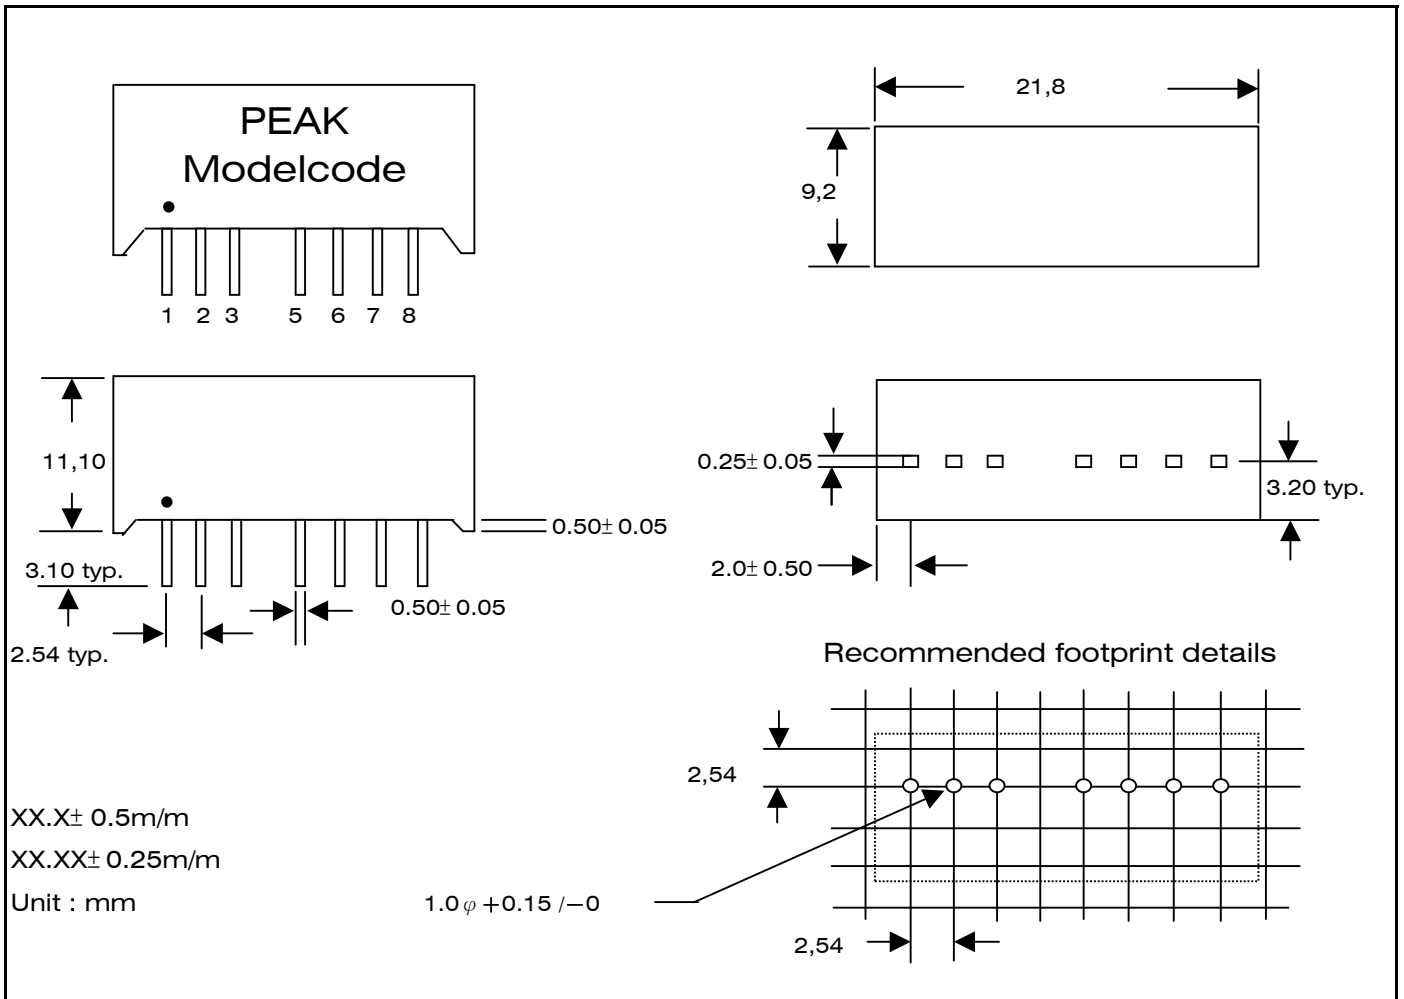 PEAK
Modelcode
1 2 3 5 6 7 8
21,8
9,2
11,10
0.50± 0.05
3.10 typ.
0.50± 0.05
2.54 typ.
0.25± 0.05
3.20 typ.
2.0± 0.50
Recommended footprint details
2,54
XX.X± 0.5m/m
XX.XX± 0.25m/m
Unit : mm
1.0 φ +0.15 /−0
2,54